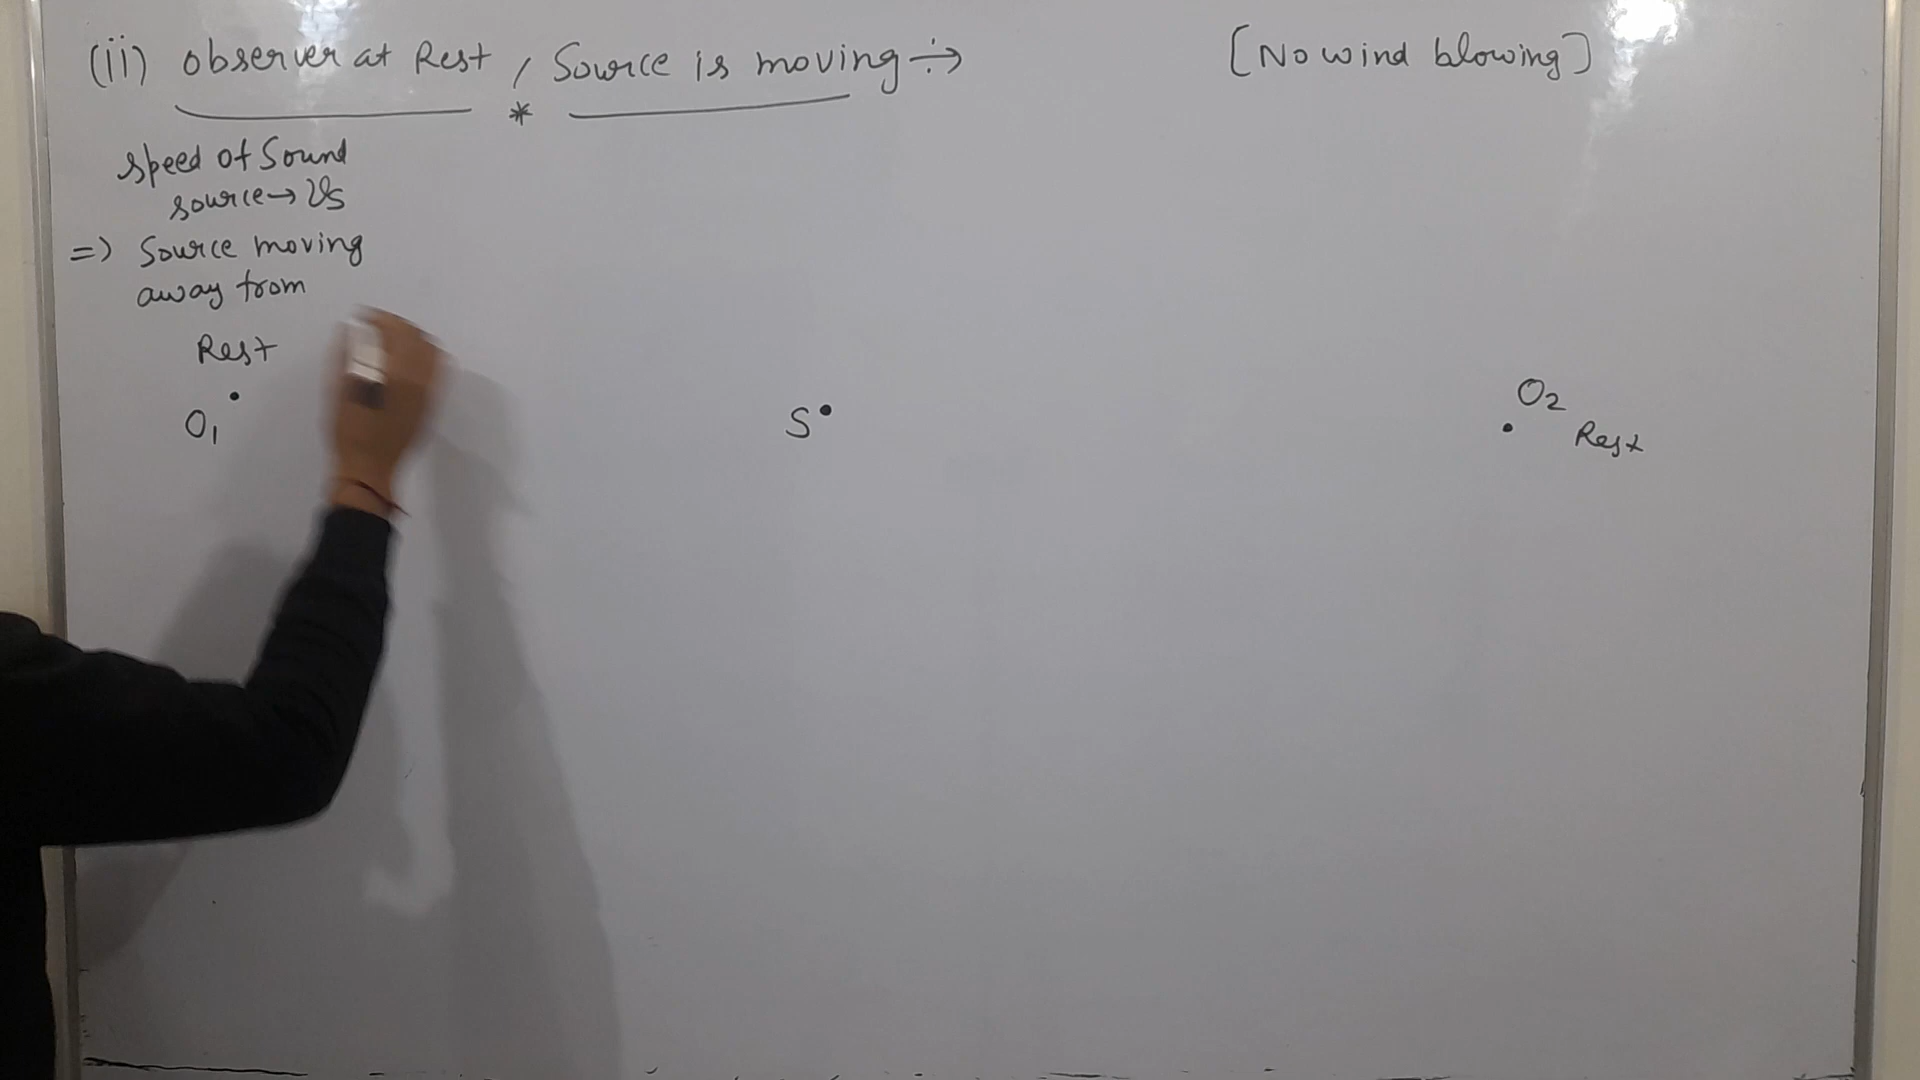 (ii) observer at Rest, Source is moving ÷>
[No wind blowing]
*
speed of Sound
source→ vs
=) Source moving
away from
Rest
O1
S
O2
Rest